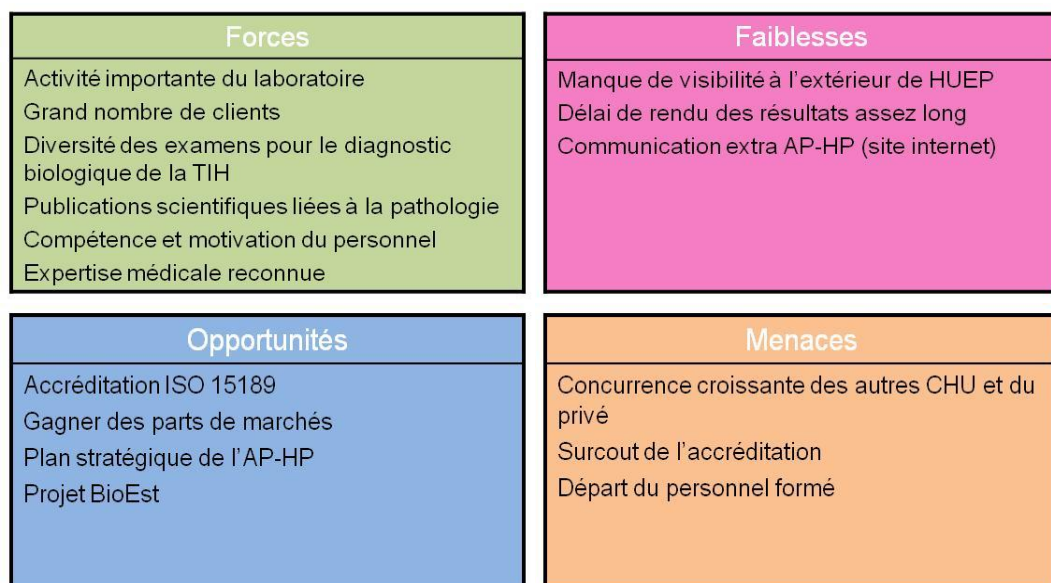 Forces
Activité importante du laboratoire
Grand nombre de clients
Diversité des examens pour le diagnostic
biologique de la TIH
Publications scientifiques liées à la pathologie
Compétence et motivation du personnel
Expertise médicale reconnue
Faiblesses
Manque de visibilité à l'extérieur de HUEP
Délai de rendu des résultats assez long
Communication extra AP-HP (site internet)
Opportunités
Accréditation ISO 15189
Gagner des parts de marchés
Plan stratégique de l'AP-HP
Projet BioEst
Menaces
Concurrence croissante des autres CHU et du
privé
Surcout de l'accréditation
Départ du personnel formé